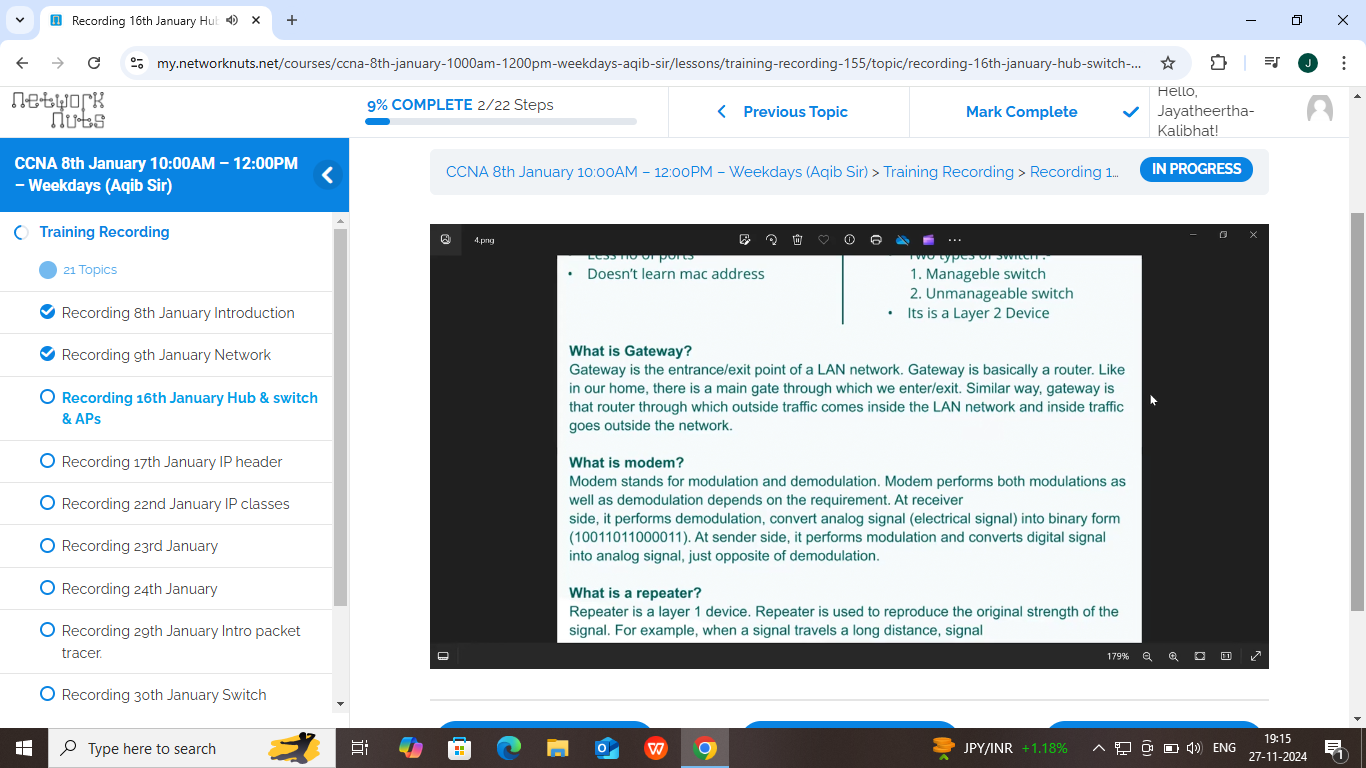 Recording 16th January Hu
my.networknuts.net/courses/ccna-8th-january-1000am-1200pm-weekdays-aqib-sir/lessons/training-recording-155/topic/recording-16th-january-hub-switch-...
J
network
nuts
9% COMPLETE 2/22 Steps
Previous Topic
Mark Complete
Hello,
Jayatheertha-
Kalibhat!
CCNA 8th January 10:00AM – 12:00PM
– Weekdays (Aqib Sir)
Training Recording
21 Topics
Recording 8th January Introduction
Recording 9th January Network
Recording 16th January Hub & switch
& APs
Recording 17th January IP header
Recording 22nd January IP classes
Recording 23rd January
Recording 24th January
Recording 29th January Intro packet
tracer.
Recording 30th January Switch
CCNA 8th January 10:00AM – 12:00PM – Weekdays (Aqib Sir) > Training Recording > Recording 1...
IN PROGRESS
4.png
Less no of ports
• Doesn't learn mac address
Two types of switch :-
1. Manageble switch
2. Unmanageable switch
• Its is a Layer 2 Device
What is Gateway?
Gateway is the entrance/exit point of a LAN network. Gateway is basically a router. Like
in our home, there is a main gate through which we enter/exit. Similar way, gateway is
that router through which outside traffic comes inside the LAN network and inside traffic
goes outside the network.
What is modem?
Modem stands for modulation and demodulation. Modem performs both modulations as
well as demodulation depends on the requirement. At receiver
side, it performs demodulation, convert analog signal (electrical signal) into binary form
(10011011000011). At sender side, it performs modulation and converts digital signal
into analog signal, just opposite of demodulation.
What is a repeater?
Repeater is a layer 1 device. Repeater is used to reproduce the original strength of the
signal. For example, when a signal travels a long distance, signal
179%
Type here to search
JPY/INR +1.18%
ENG
19:15
27-11-2024
1